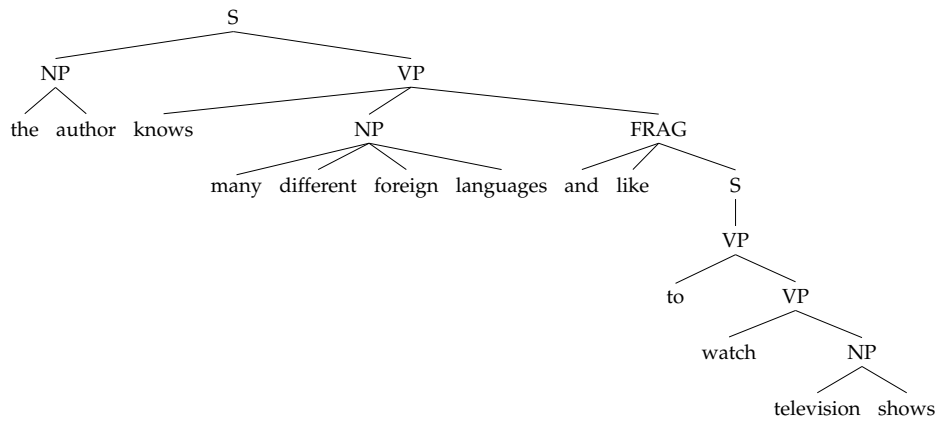 S
NP VP
the author knows NP FRAG
many different foreign languages and like S
VP
to VP
watch NP
television shows